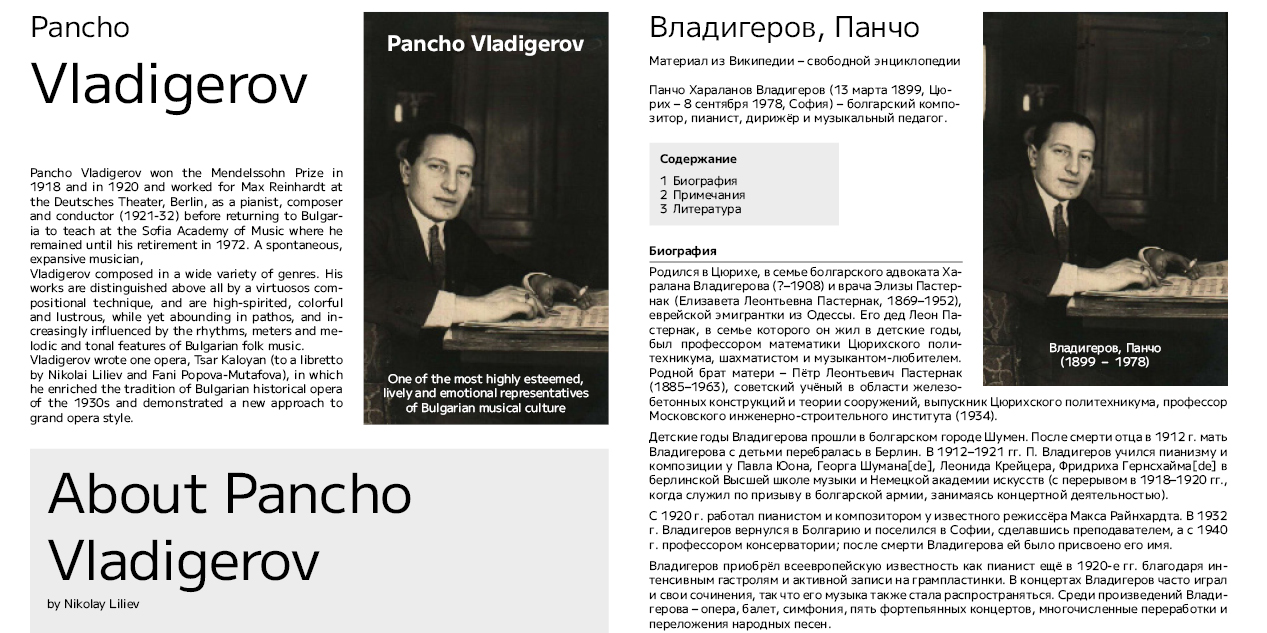 Pancho
Vladigerov
Pancho Vladigerov won the Mendelssohn Prize in
1918 and in 1920 and worked for Max Reinhardt at
the Deutsches Theater, Berlin, as a pianist, composer
and conductor (1921-32) before returning to Bulgar-
ia to teach at the Sofia Academy of Music where he
remained until his retirement in 1972. A spontaneous,
expansive musician,
Vladigerov composed in a wide variety of genres. His
works are distinguished above all by a virtuosos com-
positional technique, and are high-spirited, colorful
and lustrous, while yet abounding in pathos, and in-
creasingly influenced by the rhythms, meters and me-
lodic and tonal features of Bulgarian folk music.
Vladigerov wrote one opera, Tsar Kaloyan (to a libretto
by Nikolai Liliev and Fani Popova-Mutafova), in which
he enriched the tradition of Bulgarian historical opera
of the 1930s and demonstrated a new approach to
grand opera style.
Pancho Vladigerov
One of the most highly esteemed,
lively and emotional representatives
of Bulgarian musical culture
About Pancho
Vladigerov
by Nikolay Liliev
Владигеров, Панчо
Материал из Википедии – свободной энциклопедии
Панчо Хараланов Владигеров (13 марта 1899, Цю-
рих – 8 сентября 1978, София) – болгарский компо-
зитор, пианист, дирижёр и музыкальный педагог.
Содержание
1 Биография
2 Примечания
3 Литература
Биография
Родился в Цюрихе, в семье болгарского адвоката Ха-
ралана Владигерова (?–1908) и врача Элизы Пастер-
нак (Елизавета Леонтьевна Пастернак, 1869–1952),
еврейской эмигрантки из Одессы. Его дед Леон Па-
стернак, в семье которого он жил в детские годы,
был профессором математики Цюрихского поли-
техникума, шахматистом и музыкантом-любителем.
Родной брат матери – Пётр Леонтьевич Пастернак
(1885–1963), советский учёный в области железо-
бетонных конструкций и теории сооружений, выпускник Цюрихского политехникума, профессор
Московского инженерно-строительного института (1934).
Владигеров, Панчо
(1899 – 1978)
Детские годы Владигерова прошли в болгарском городе Шумен. После смерти отца в 1912 г. мать
Владигерова с детьми перебралась в Берлин. В 1912–1921 гг. П. Владигеров учился пианизму и
композиции у Павла Юона, Георга Шумана[de], Леонида Крейцера, Фридриха Гернсхайма[de] в
берлинской Высшей школе музыки и Немецкой академии искусств (с перерывом в 1918–1920 гг.,
когда служил по призыву в болгарской армии, занимаясь концертной деятельностью).
С 1920 г. работал пианистом и композитором у известного режиссёра Макса Райнхардта. В 1932
г. Владигеров вернулся в Болгарию и поселился в Софии, сделавшись преподавателем, а с 1940
г. профессором консерватории; после смерти Владигерова ей было присвоено его имя.
Владигеров приобрёл всеевропейскую известность как пианист ещё в 1920-е гг. благодаря ин-
тенсивным гастролям и активной записи на грампластинки. В концертах Владигеров часто играл
и свои сочинения, так что его музыка также стала распространяться. Среди произведений Влади-
герова – опера, балет, симфония, пять фортепьянных концертов, многочисленные переработки и
переложения народных песен.